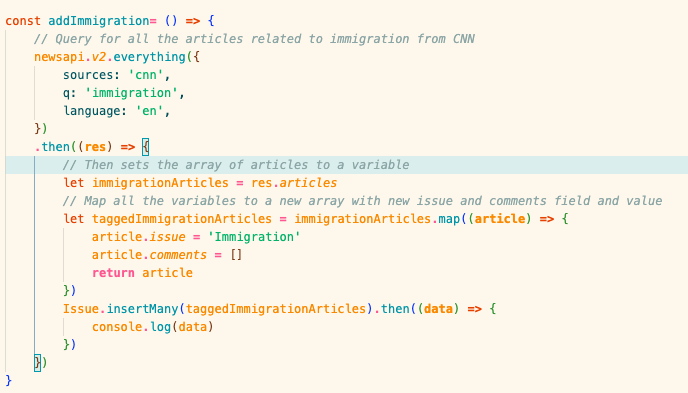 const addImmigration= () => {
    // Query for all the articles related to immigration from CNN
    newsapi.v2.everything({
        sources: 'cnn',
        q: 'immigration',
        language: 'en',
    })
    .then((res) => {
        // Then sets the array of articles to a variable
        let immigrationArticles = res.articles
        // Map all the variables to a new array with new issue and comments field and value
        let taggedImmigrationArticles = immigrationArticles.map((article) => {
            article.issue = 'Immigration'
            article.comments = []
            return article
        })
        Issue.insertMany(taggedImmigrationArticles).then((data) => {
            console.log(data)
        })
    })
}